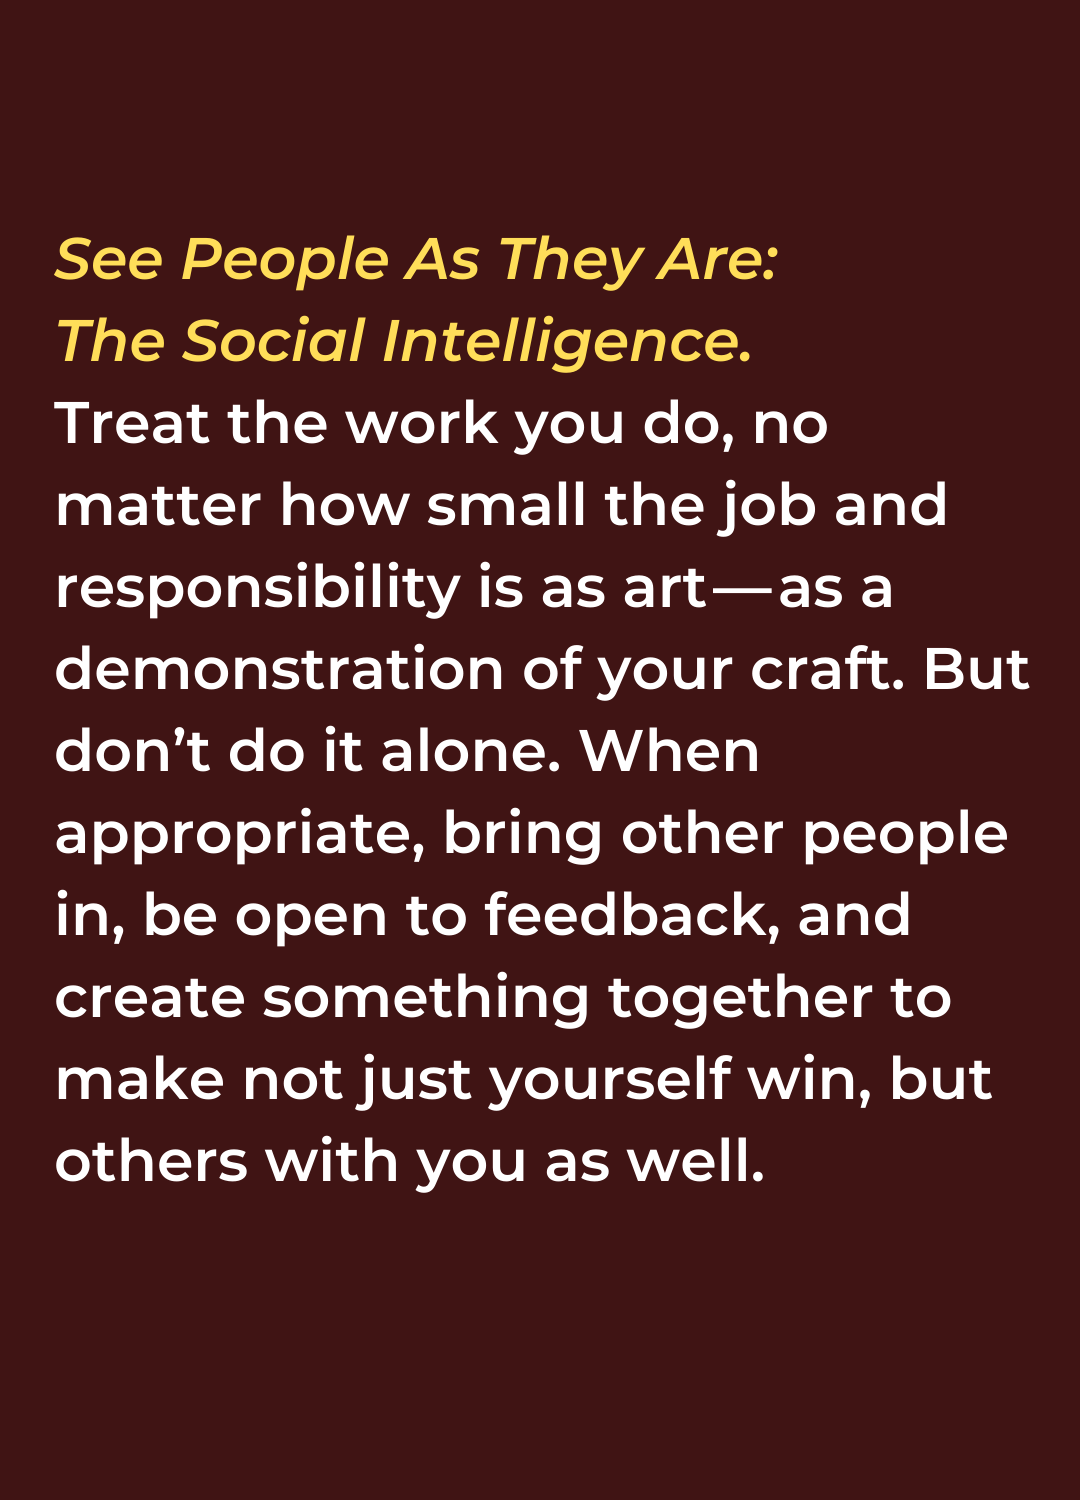 See People As They Are:
The Social Intelligence.
Treat the work you do, no
matter how small the job and
responsibility is as art — as a
demonstration of your craft. But
don’t do it alone. When
appropriate, bring other people
in, be open to feedback, and
create something together to
make not just yourself win, but
others with you as well.